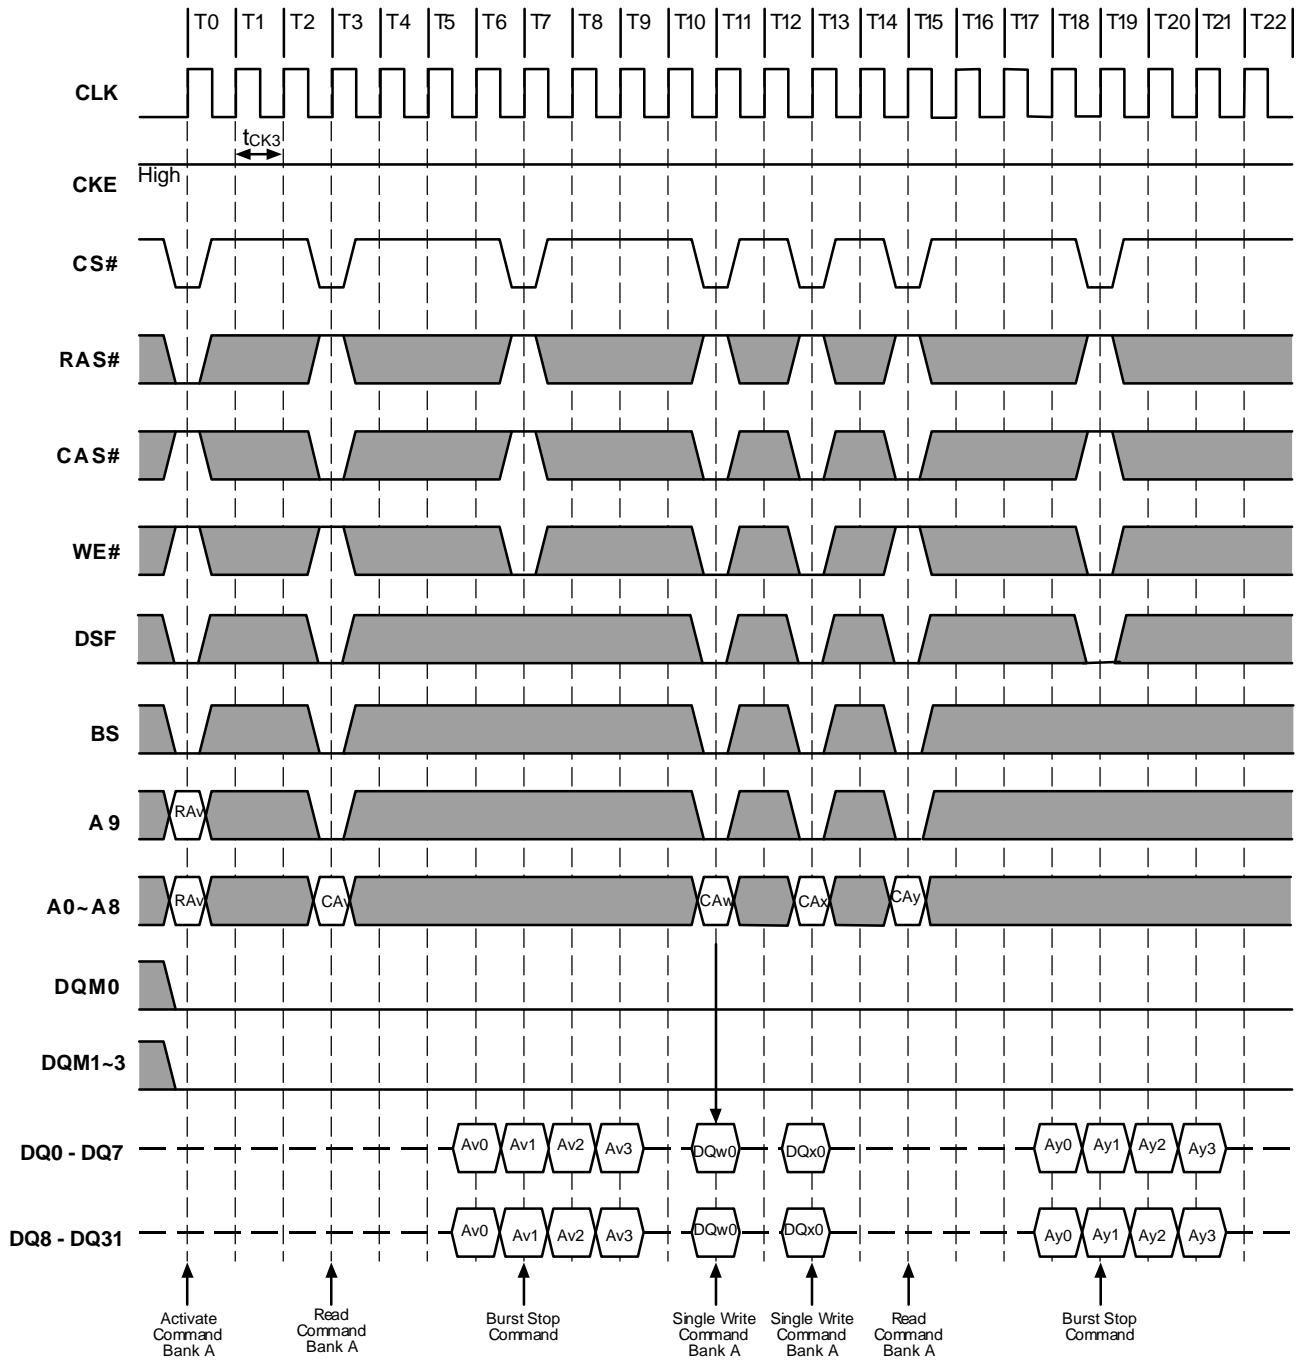 T0 T1 T2 T3 T4 T5 T6 T7 T8 T9 T10 T11 T12 T13 T14 T15 T16 T17 T18 T19 T20 T21 T22
CLK
tCK3
High
CKE
CS#
RAS#
CAS#
WE#
DSF
BS
A9
RAv
A0~A8
RAv CAv CAw CAx CAy
DQM0
DQM1~3
DQ0 - DQ7
Av0 Av1 Av2 Av3 DQw0 DQx0 Ay0 Ay1 Ay2 Ay3
DQ8 - DQ31
Av0 Av1 Av2 Av3 DQw0 DQx0 Ay0 Ay1 Ay2 Ay3
Activate
Command
Bank A
Read
Command
Bank A
Burst Stop
Command
Single Write
Command
Bank A
Single Write
Command
Bank A
Read
Command
Bank A
Burst Stop
Command